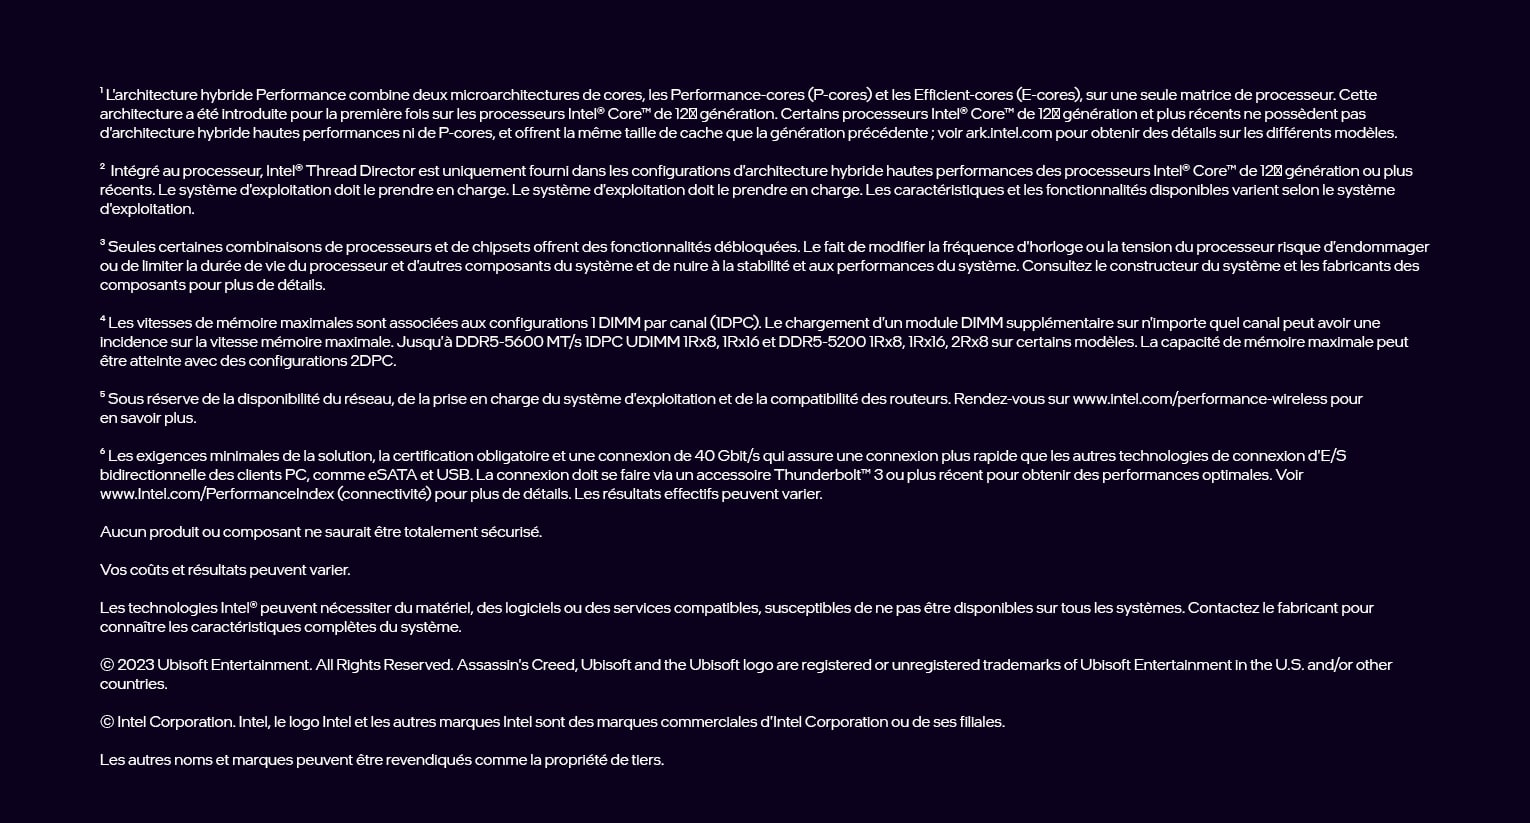 ¹ L'architecture hybride Performance combine deux microarchitectures de cores, les Performance-cores (P-cores) et les Efficient-cores (E-cores), sur une seule matrice de processeur. Cette
architecture a été introduite pour la première fois sur les processeurs Intel® Core™ de 12▯ génération. Certains processeurs Intel® Core™ de 12▯ génération et plus récents ne possèdent pas
d'architecture hybride hautes performances ni de P-cores, et offrent la même taille de cache que la génération précédente ; voir ark.intel.com pour obtenir des détails sur les différents modèles.
² Intégré au processeur, Intel® Thread Director est uniquement fourni dans les configurations d'architecture hybride hautes performances des processeurs Intel® Core™ de 12▯ génération ou plus
récents. Le système d'exploitation doit le prendre en charge. Le système d'exploitation doit le prendre en charge. Les caractéristiques et les fonctionnalités disponibles varient selon le système
d'exploitation.
³ Seules certaines combinaisons de processeurs et de chipsets offrent des fonctionnalités débloquées. Le fait de modifier la fréquence d'horloge ou la tension du processeur risque d'endommager
ou de limiter la durée de vie du processeur et d'autres composants du système et de nuire à la stabilité et aux performances du système. Consultez le constructeur du système et les fabricants des
composants pour plus de détails.
⁴ Les vitesses de mémoire maximales sont associées aux configurations 1 DIMM par canal (1DPC). Le chargement d'un module DIMM supplémentaire sur n'importe quel canal peut avoir une
incidence sur la vitesse mémoire maximale. Jusqu'à DDR5-5600 MT/s 1DPC UDIMM 1Rx8, 1Rx16 et DDR5-5200 1Rx8, 1Rx16, 2Rx8 sur certains modèles. La capacité de mémoire maximale peut
être atteinte avec des configurations 2DPC.
⁵ Sous réserve de la disponibilité du réseau, de la prise en charge du système d'exploitation et de la compatibilité des routeurs. Rendez-vous sur www.intel.com/performance-wireless pour
en savoir plus.
⁶ Les exigences minimales de la solution, la certification obligatoire et une connexion de 40 Gbit/s qui assure une connexion plus rapide que les autres technologies de connexion d'E/S
bidirectionnelle des clients PC, comme eSATA et USB. La connexion doit se faire via un accessoire Thunderbolt™ 3 ou plus récent pour obtenir des performances optimales. Voir
www.Intel.com/PerformanceIndex (connectivité) pour plus de détails. Les résultats effectifs peuvent varier.
Aucun produit ou composant ne saurait être totalement sécurisé.
Vos coûts et résultats peuvent varier.
Les technologies Intel® peuvent nécessiter du matériel, des logiciels ou des services compatibles, susceptibles de ne pas être disponibles sur tous les systèmes. Contactez le fabricant pour
connaître les caractéristiques complètes du système.
© 2023 Ubisoft Entertainment. All Rights Reserved. Assassin's Creed, Ubisoft and the Ubisoft logo are registered or unregistered trademarks of Ubisoft Entertainment in the U.S. and/or other
countries.
© Intel Corporation. Intel, le logo Intel et les autres marques Intel sont des marques commerciales d'Intel Corporation ou de ses filiales.
Les autres noms et marques peuvent être revendiqués comme la propriété de tiers.